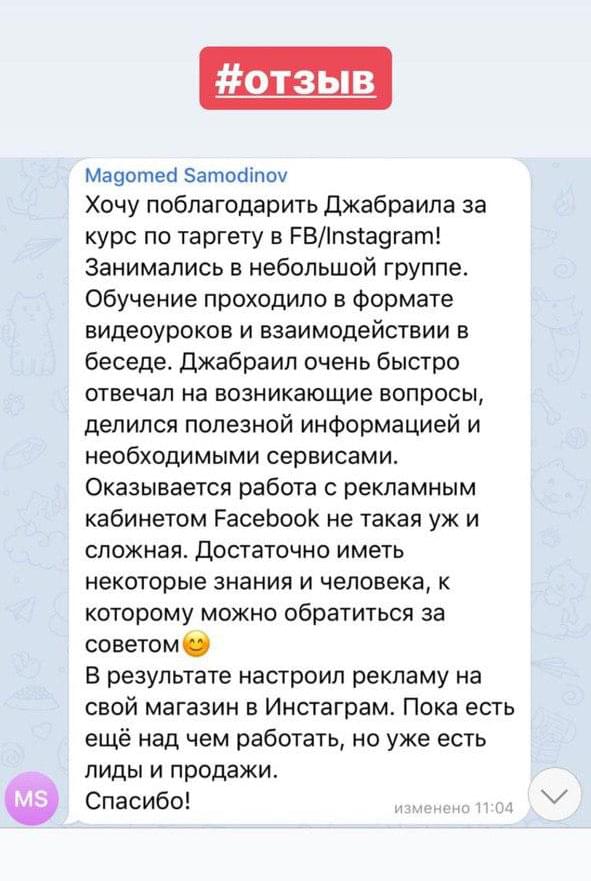 #отзыв
Magomed Samodinov
Хочу поблагодарить Джабраила за
курс по таргету в FB/Instagram!
Занимались в небольшой группе.
Обучение проходило в формате
видеоуроков и взаимодействии в
беседе. Джабраил очень быстро
отвечал на возникающие вопросы,
делился полезной информацией и
необходимыми сервисами.
Оказывается работа с рекламным
кабинетом Facebook не такая уж и
сложная. Достаточно иметь
некоторые знания и человека, к
которому можно обратиться за
советом😊
В результате настроил рекламу на
свой магазин в Инстаграм. Пока есть
ещё над чем работать, но уже есть
лиды и продажи.
Спасибо!
изменено 11:04
MS